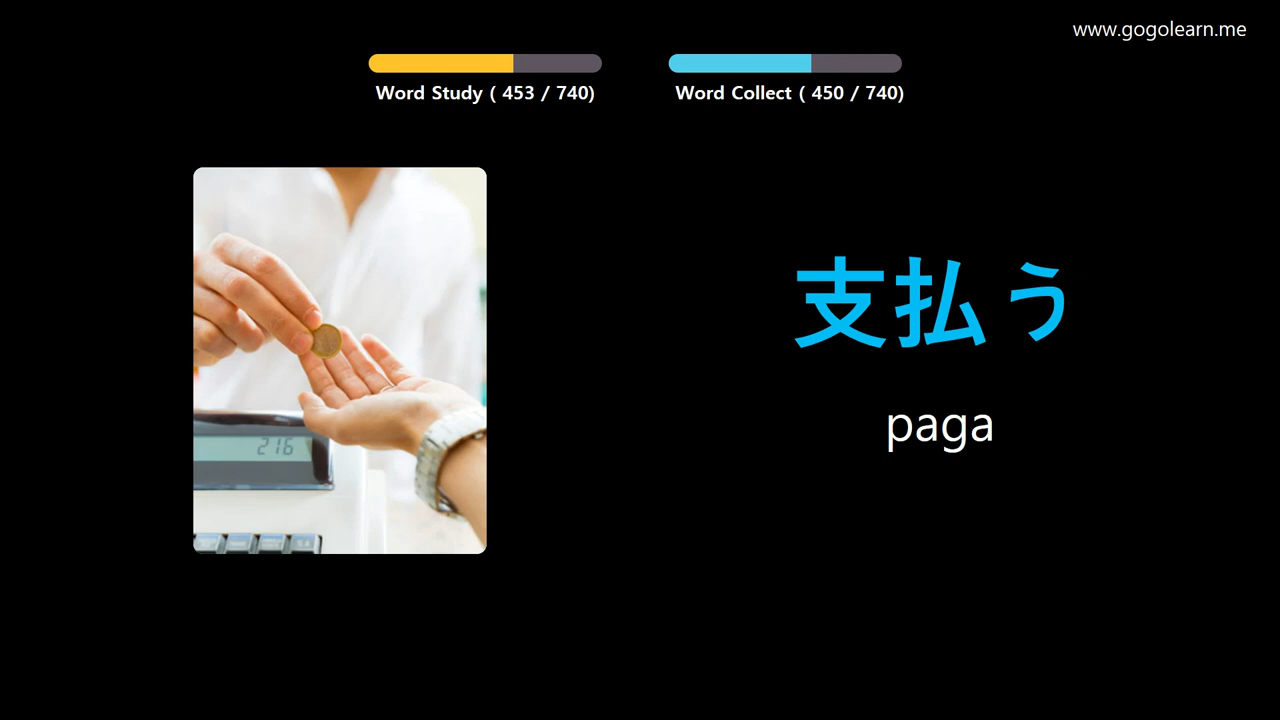 www.gogolearn.me
Word Study ( 453 / 740)
Word Collect ( 450 / 740)
支払う
paga
216